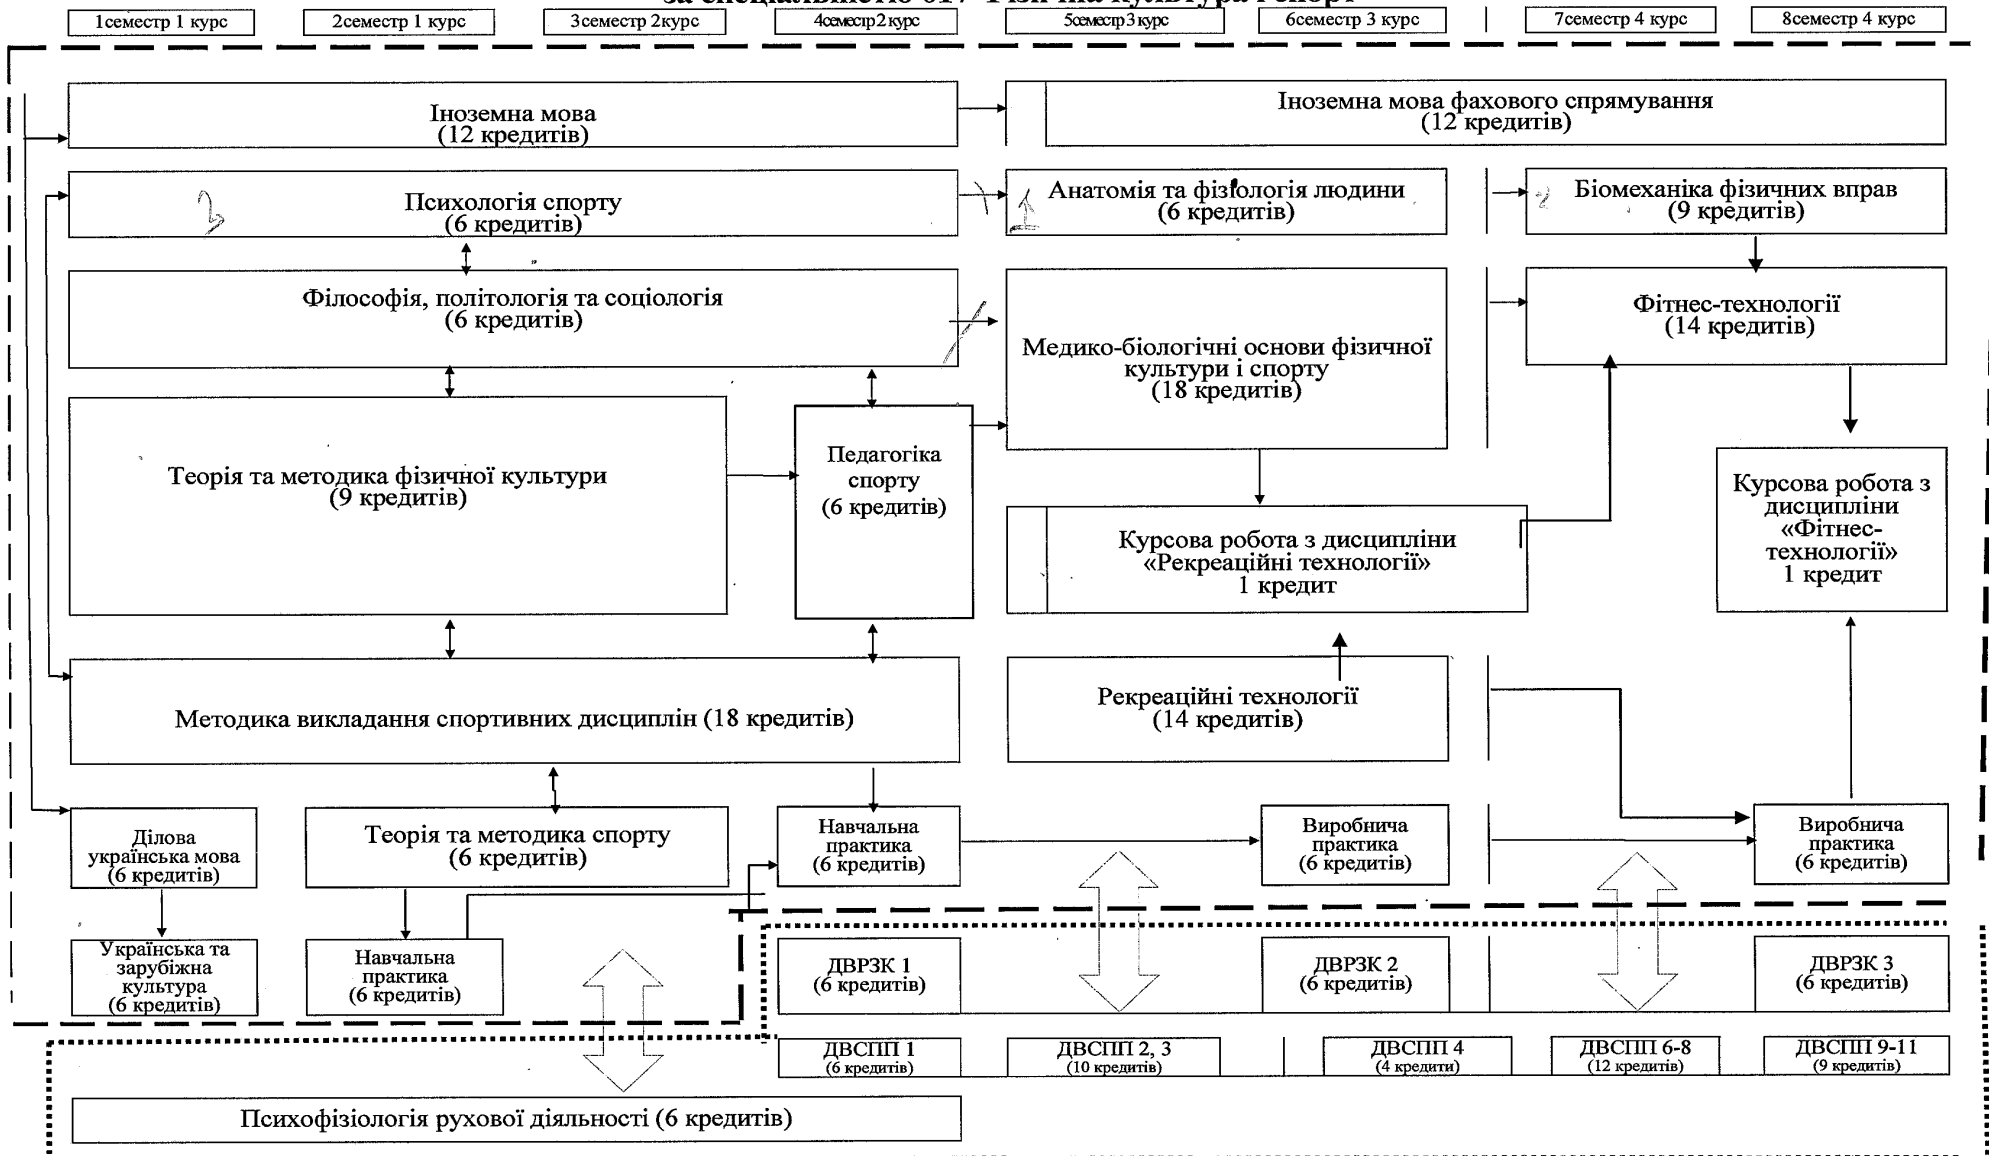 за спеціальністю 017 Фізична культура і спорт
1семестр 1 курс
2семестр 1 курс
3семестр 2курс
4семестр2 курс
5семестр3 курс
6семестр 3 курс
7семестр 4 курс
8семестр 4 курс
Іноземна мова
(12 кредитів)
Іноземна мова фахового спрямування
(12 кредитів)
Психологія спорту
(6 кредитів)
Анатомія та фізіологія людини
(6 кредитів)
Біомеханіка фізичних вправ
(9 кредитів)
Філософія, політологія та соціологія
(6 кредитів)
Медико-біологічні основи фізичної
культури і спорту
(18 кредитів)
Фітнес-технології
(14 кредитів)
Теорія та методика фізичної культури
(9 кредитів)
Педагогіка
спорту
(6 кредитів)
Курсова робота з дисципліни
«Рекреаційні технології»
1 кредит
Курсова робота з
дисципліни
«Фітнес-
технології»
1 кредит
Методика викладання спортивних дисциплін (18 кредитів)
Рекреаційні технології
(14 кредитів)
Ділова
українська мова
(6 кредитів)
Теорія та методика спорту
(6 кредитів)
Навчальна
практика
(6 кредитів)
Виробнича
практика
(6 кредитів)
Виробнича
практика
(6 кредитів)
Українська та
зарубіжна
культура
(6 кредитів)
Навчальна
практика
(6 кредитів)
ДВРЗК 1
(6 кредитів)
ДВРЗК 2
(6 кредитів)
ДВРЗК 3
(6 кредитів)
ДВСПП 1
(6 кредитів)
ДВСПП 2, 3
(10 кредитів)
ДВСПП 4
(4 кредити)
ДВСПП 6-8
(12 кредитів)
ДВСПП 9-11
(9 кредитів)
Психофізіологія рухової діяльності (6 кредитів)